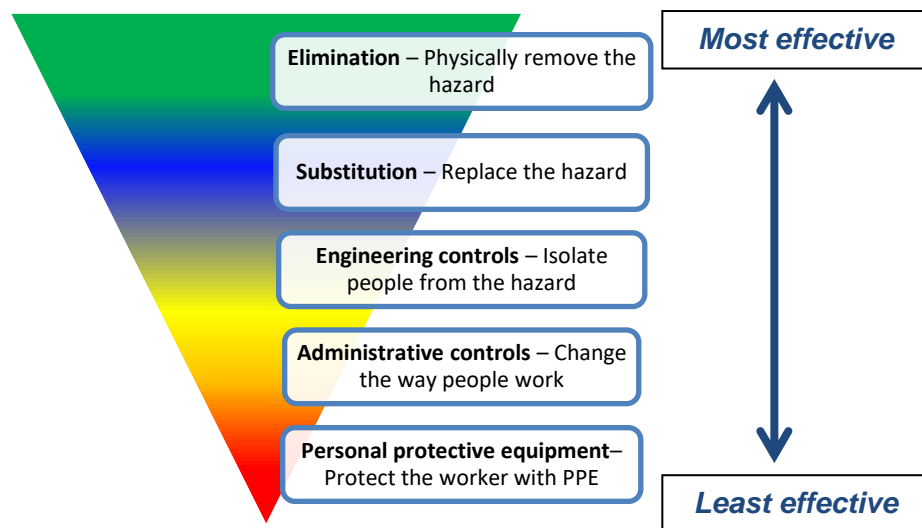 Most effective
Elimination – Physically remove the
hazard
Substitution – Replace the hazard
Engineering controls – Isolate
people from the hazard
Administrative controls – Change
the way people work
Personal protective equipment–
Protect the worker with PPE
Least effective